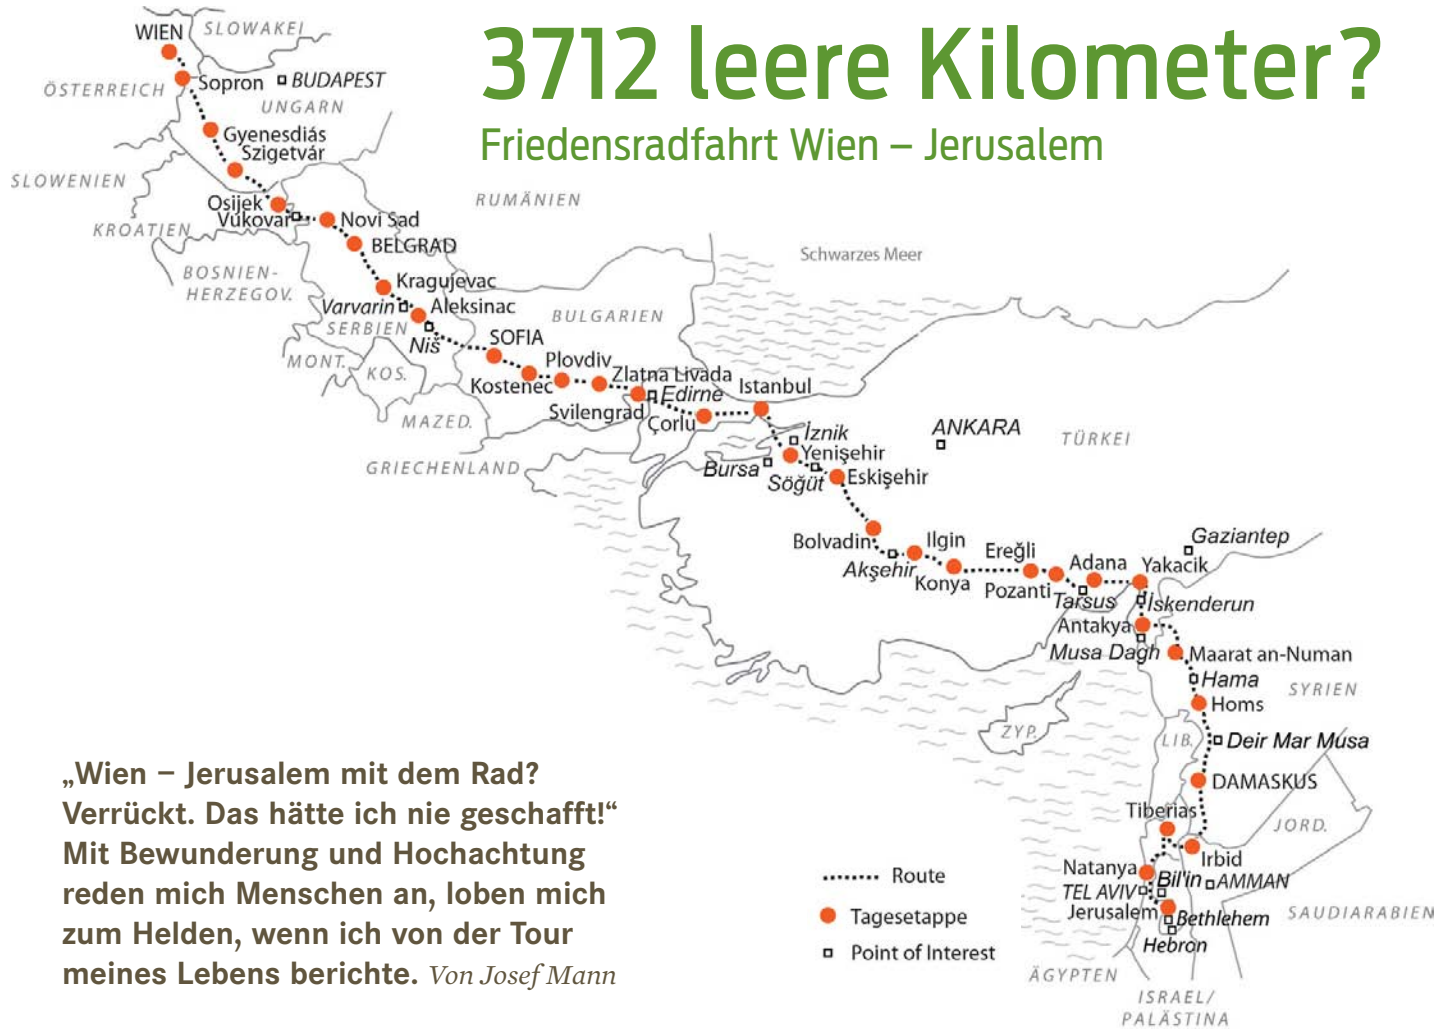 3712 leere Kilometer?
Friedensradfahrt Wien – Jerusalem
WIEN
SLOWAKEI
ÖSTERREICH
Sopron
BUDAPEST
UNGARN
Gyenesdiás
Szigetvár
SLOWENIEN
RUMÄNIEN
Osijek
Vukovar
Novi Sad
KROATIEN
BELGRAD
Schwarzes Meer
BOSNIEN-
HERZEGOV.
Kragujevac
Varvarin
Aleksinac
SERBIEN
BULGARIEN
Niš
SOFIA
MONT.
KOS.
Plovdiv
Kostenec
Zlatna Livada
Istanbul
Edirne
Svilengrad
Çorlu
MAZED.
GRIECHENLAND
İznik
ANKARA
TÜRKEI
Yenişehir
Bursa
Söğüt
Eskişehir
Bolvadin
Ilgin
Ereğli
Gaziantep
Akşehir
Konya
Adana
Yakacik
Pozanti
Tarsus
İskenderun
Antakya
Musa Dagh
Maarat an-Numan
Hama
SYRIEN
Homs
ZYP.
LIB.
Deir Mar Musa
DAMASKUS
Tiberias
JORD.
Irbid
Natanya
Bil'in
AMMAN
TEL AVIV
Jerusalem
Bethlehem
SAUDIARABIEN
Hebron
ÄGYPTEN
ISRAEL/
PALÄSTINA
Route
Tagesetappe
Point of Interest
„Wien – Jerusalem mit dem Rad?
Verrückt. Das hätte ich nie geschafft!“
Mit Bewunderung und Hochachtung
reden mich Menschen an, loben mich
zum Helden, wenn ich von der Tour
meines Lebens berichte. Von Josef Mann